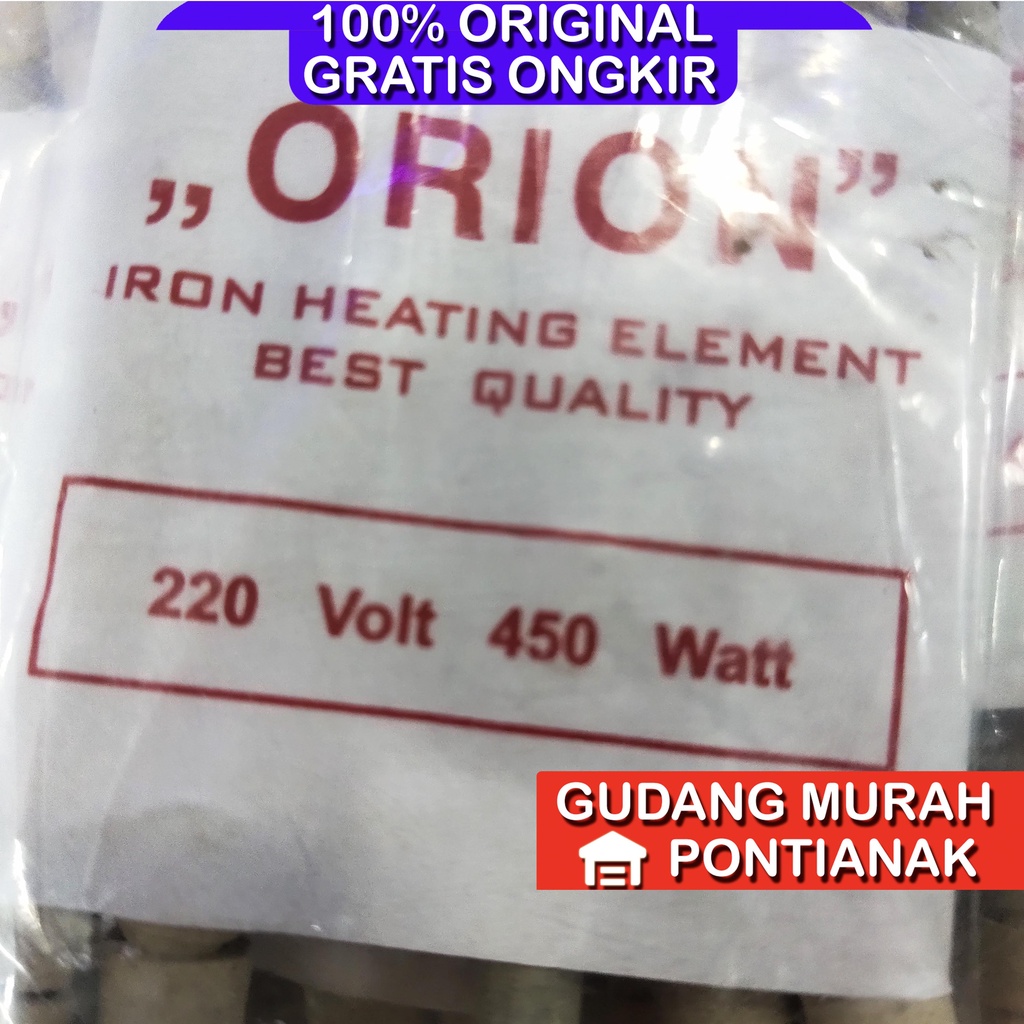 100% ORIGINAL
GRATIS ONGKIR
„ORION”
IRON HEATING ELEMENT
BEST QUALITY
220 Volt 450 Watt
GUDANG MURAH
PONTIANAK